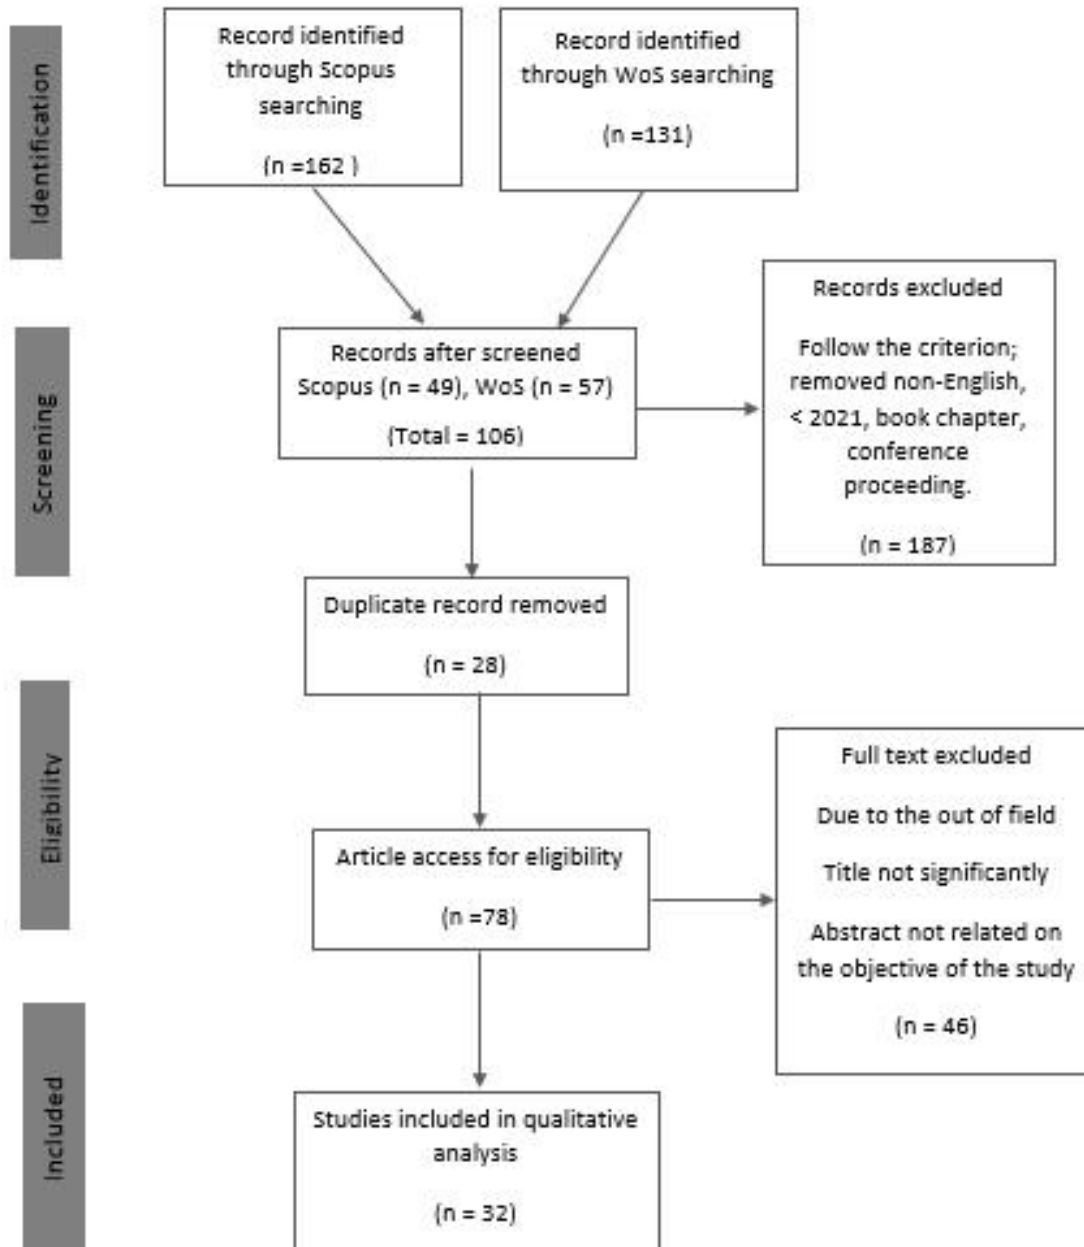 Identification
Record identified
through Scopus
searching
(n =162 )
Record identified
through WoS searching
(n =131)
Screening
Records after screened
Scopus (n = 49), WoS (n = 57)
(Total = 106)
Records excluded
Follow the criterion;
removed non-English,
< 2021, book chapter,
conference
proceeding.
(n = 187)
Duplicate record removed
(n = 28)
Eligibility
Article access for eligibility
(n =78)
Full text excluded
Due to the out of field
Title not significantly
Abstract not related on
the objective of the study
(n = 46)
Included
Studies included in qualitative
analysis
(n = 32)